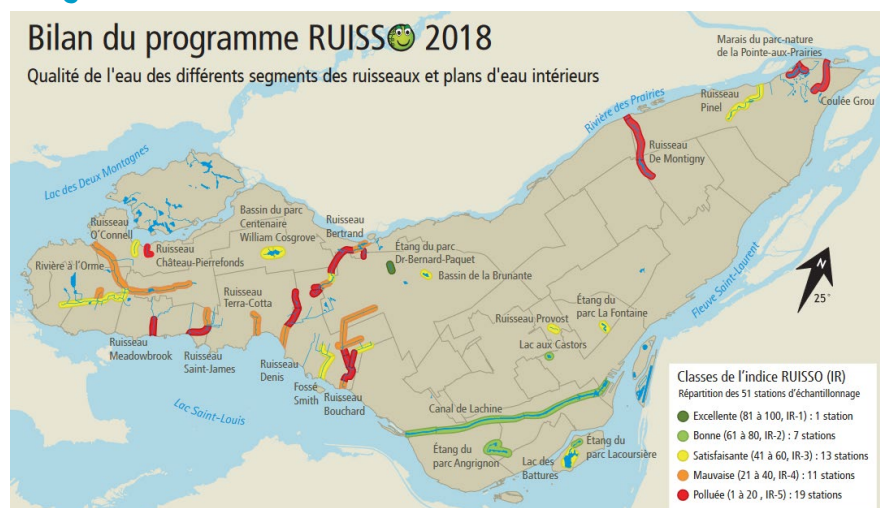 Bilan du programme RUISSO 2018
Qualité de l'eau des différents segments des ruisseaux et plans d'eau intérieurs
Marais du parc-nature
de la Pointe-aux-Prairies
Ruisseau
Pinel
Coulée Grou
Rivière des Prairies
Ruisseau
De Montigny
Lac des Deux Montagnes
Ruisseau
O'Connell
Bassin du parc
Centenaire
William Cosgrove
Ruisseau
Bertrand
Étang du parc
Dr-Bernard-Paquet
Ruisseau
Château-Pierrefonds
Rivière à l'Orme
Bassin de la Brunante
Fleuve Saint-Laurent
N
25°
Ruisseau
Terra-Cotta
Étang du
parc La Fontaine
Ruisseau Provost
Lac aux Castors
Ruisseau
Meadowbrook
Ruisseau
Saint-James
Ruisseau
Denis
Fossé
Smith
Ruisseau
Bouchard
Lac Saint-Louis
Canal de Lachine
Étang du
parc Angrignon
Lac des
Battures
Étang du
parc Lacoursière
Classes de l'indice RUISSO (IR)
Répartition des 51 stations d'échantillonnage
Excellente (81 à 100, IR-1) : 1 station
Bonne (61 à 80, IR-2) : 7 stations
Satisfaisante (41 à 60, IR-3) : 13 stations
Mauvaise (21 à 40, IR-4) : 11 stations
Polluée (1 à 20 , IR-5) : 19 stations